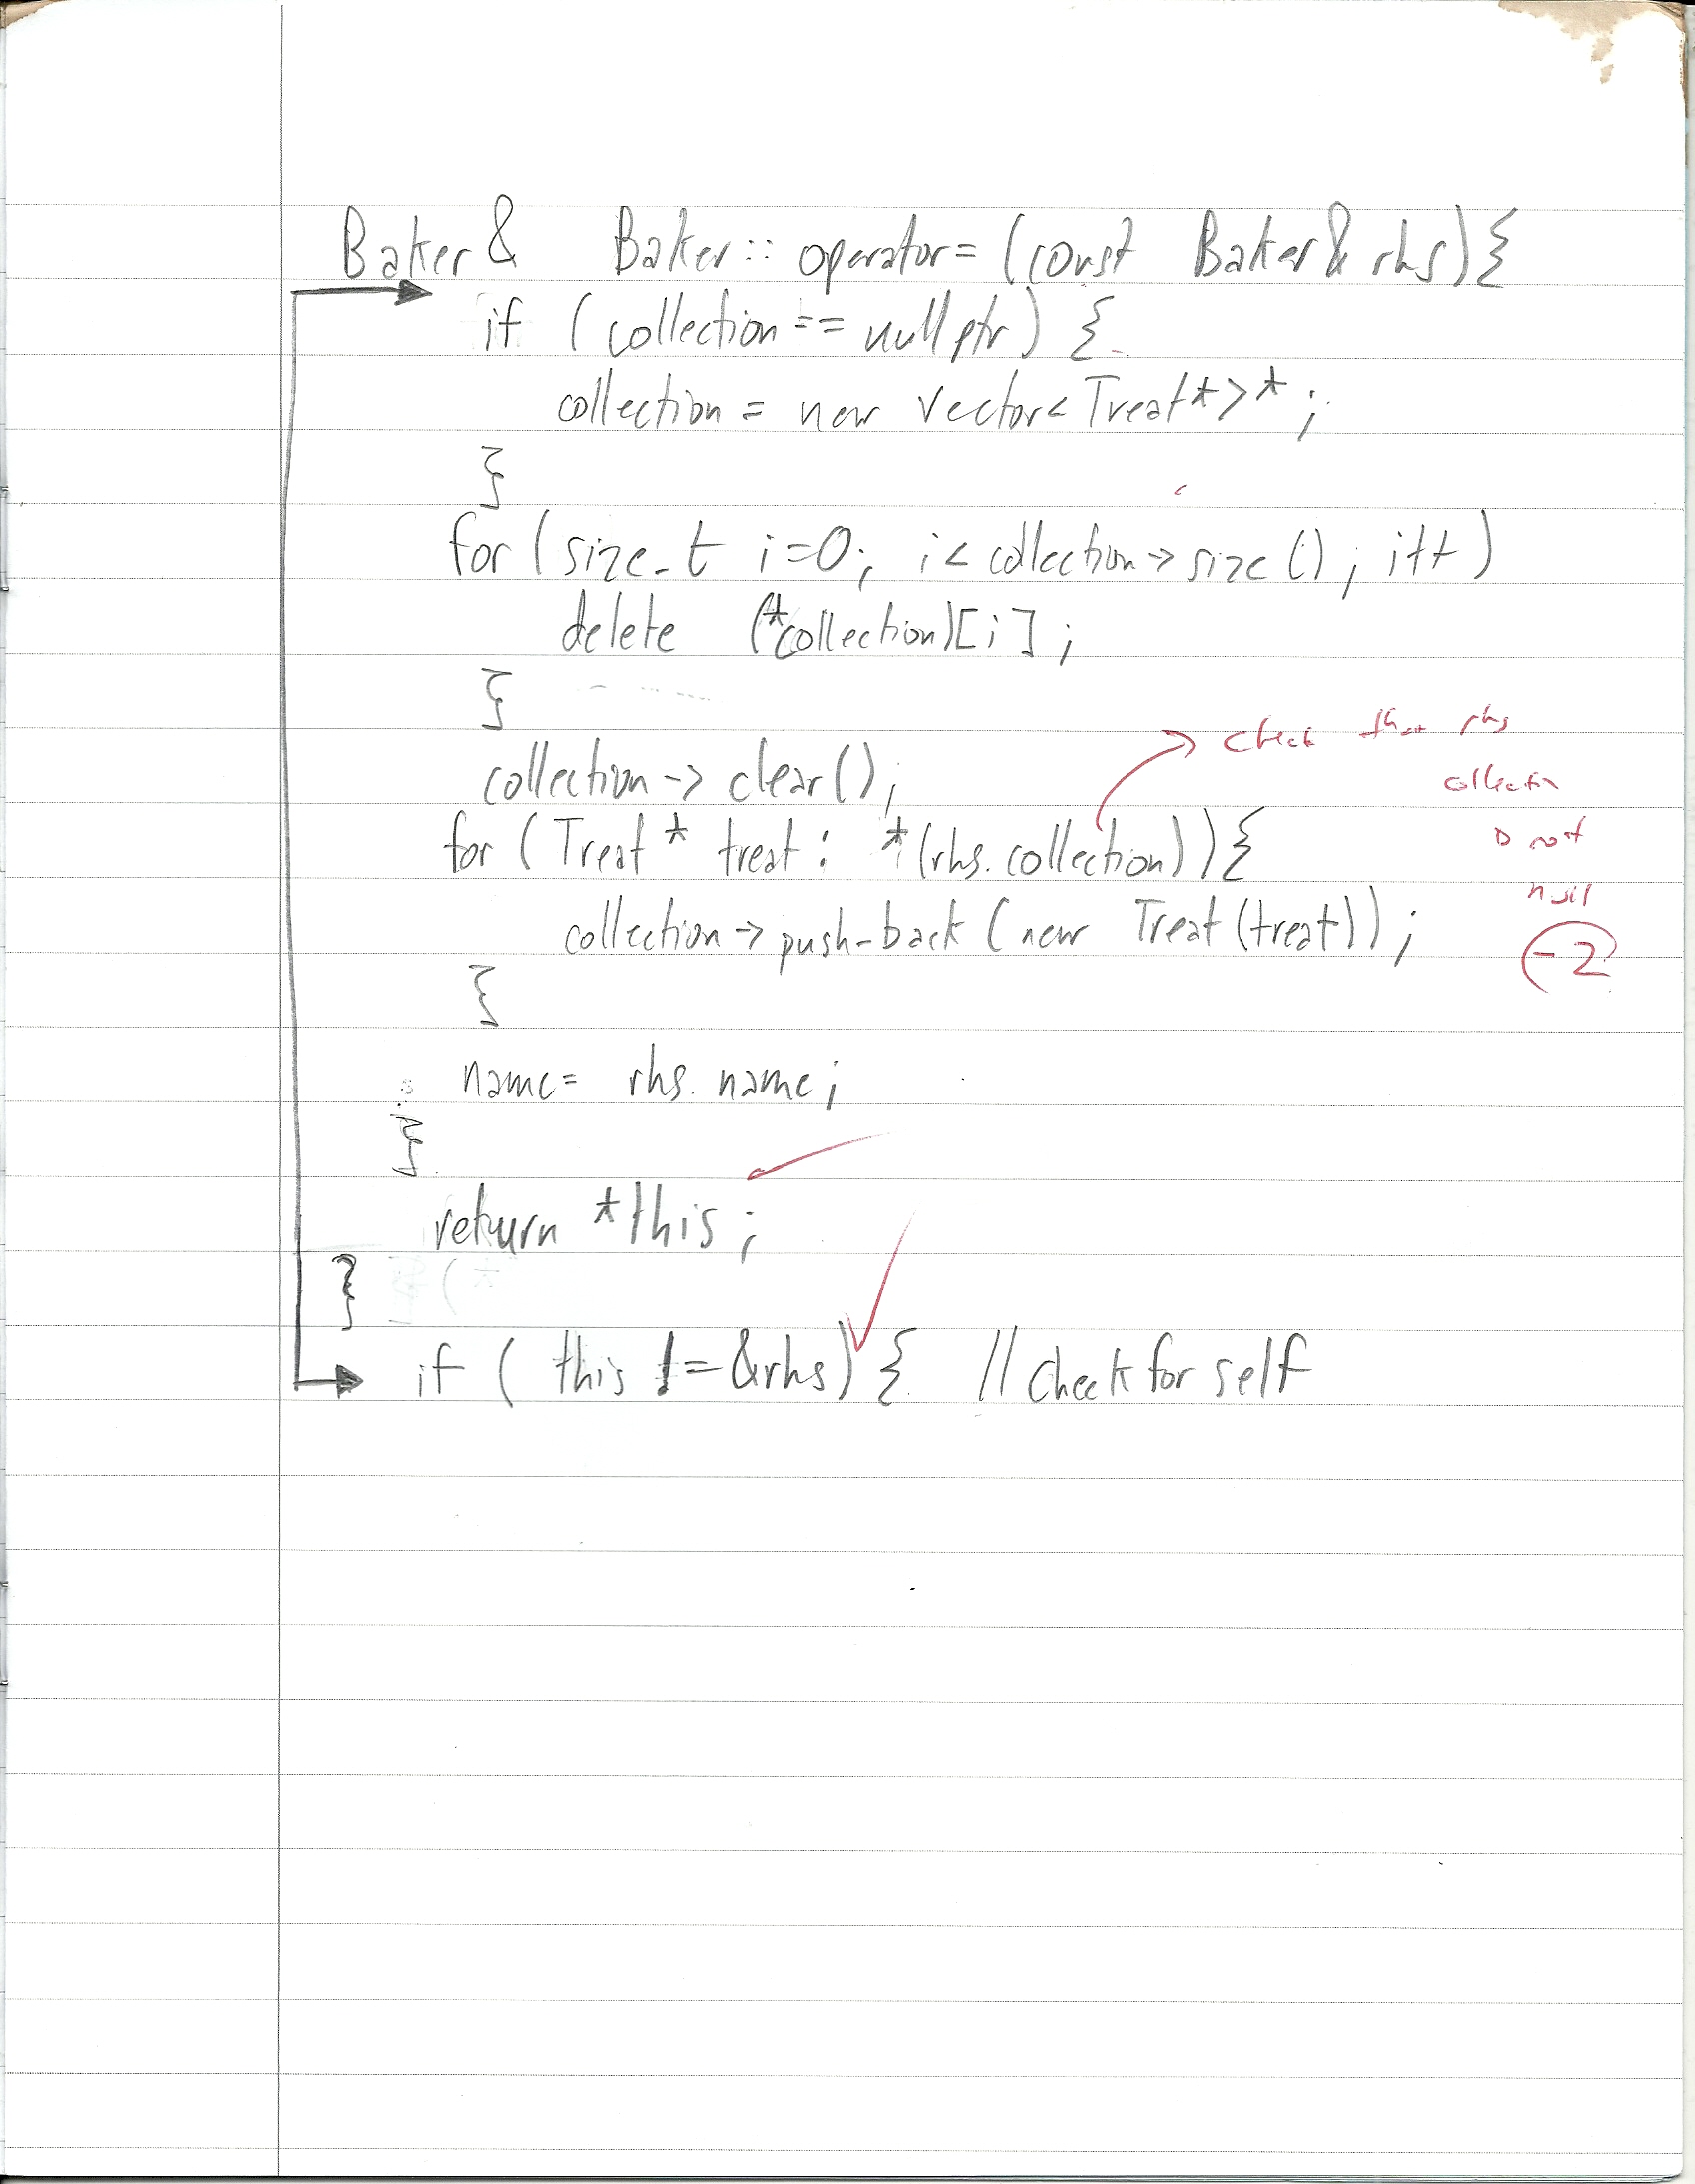 Baker& Baker::operator=(const Baker& rhs){
if (collection == nullptr) {
collection = new vector<Treat*>*;
}
for (size_t i=0; i< collection->size(); i++)
delete (*collection)[i];
}
collection->clear();
check that rhs
collection
for (Treat* treat: *(rhs.collection)){
not
null
collection->push_back(new Treat(treat));
-2
}
name= rhs.name;
}
return *this;
}
if ( this != &rhs) { // check for self